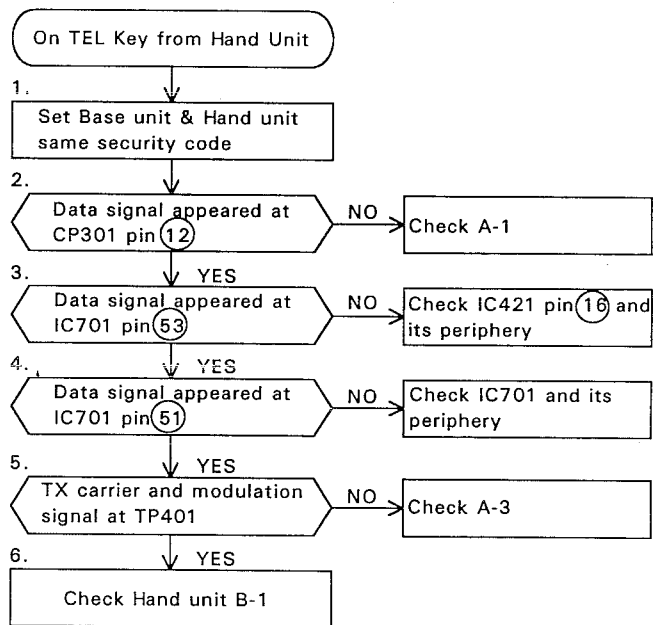 On TEL Key from Hand Unit
1.
Set Base unit & Hand unit
same security code
2.
Data signal appeared at
CP301 pin 12
NO
Check A-1
YES
3.
Data signal appeared at
IC701 pin 53
NO
Check IC421 pin 16 and
its periphery
YES
4.
Data signal appeared at
IC701 pin 51
NO
Check IC701 and its
periphery
YES
5.
TX carrier and modulation
signal at TP401
NO
Check A-3
YES
6.
Check Hand unit B-1